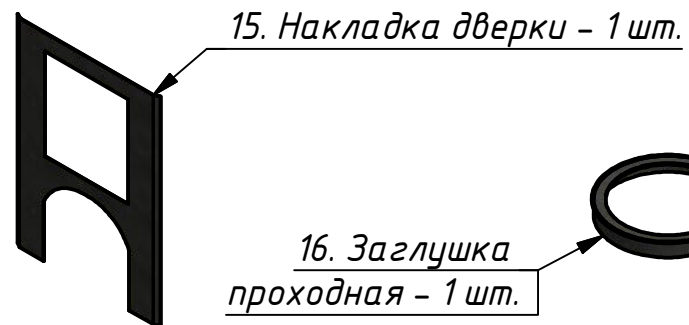 15. Накладка дверки - 1 шт.
16. Заглушка
проходная - 1 шт.